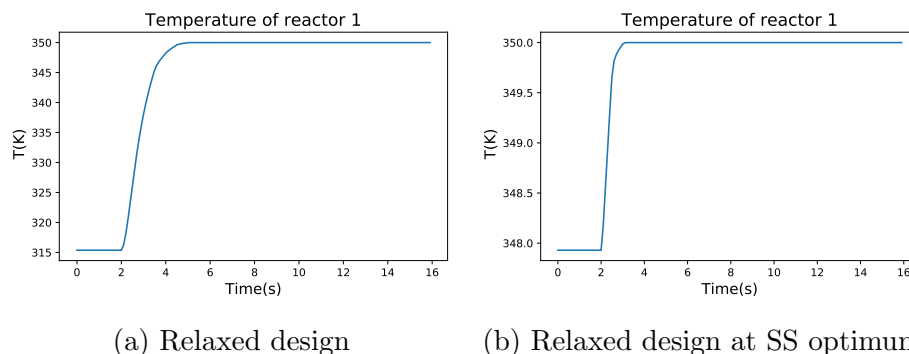 Temperature of reactor 1
350
345
340
335
330
325
320
315
T(K)
0 2 4 6 8 10 12 14 16
Time(s)
(a) Relaxed design
Temperature of reactor 1
350.0
349.5
349.0
348.5
348.0
T(K)
0 2 4 6 8 10 12 14 16
Time(s)
(b) Relaxed design at SS optimum